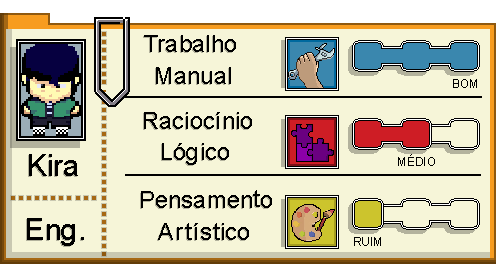 Trabalho
Manual
BOM
Raciocínio
Lógico
MÉDIO
Kira
Pensamento
Artístico
RUIM
Eng.